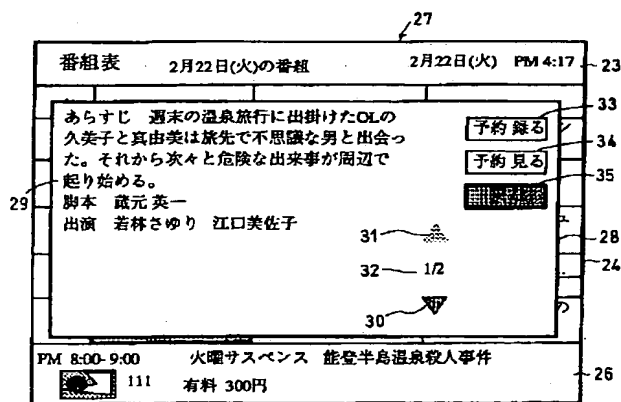 27
番組表 2月22日(火)の番組 2月22日(火) PM 4:17 23
33
あらすじ 週末の温泉旅行に出掛けたOLの
久美子と真由美は旅先で不思議な男と出会っ
た。それから次々と危険な出来事が周辺で
起り始める。
脚本 蔵元 英一
出演 若林さゆり 江口美佐子
予約 録る
34
予約 見る
35
29
31
28
32 1/2
24
30
の
PM 8:00-9:00 火曜サスペンス 能登半島温泉殺人事件
26
111 有料 300円